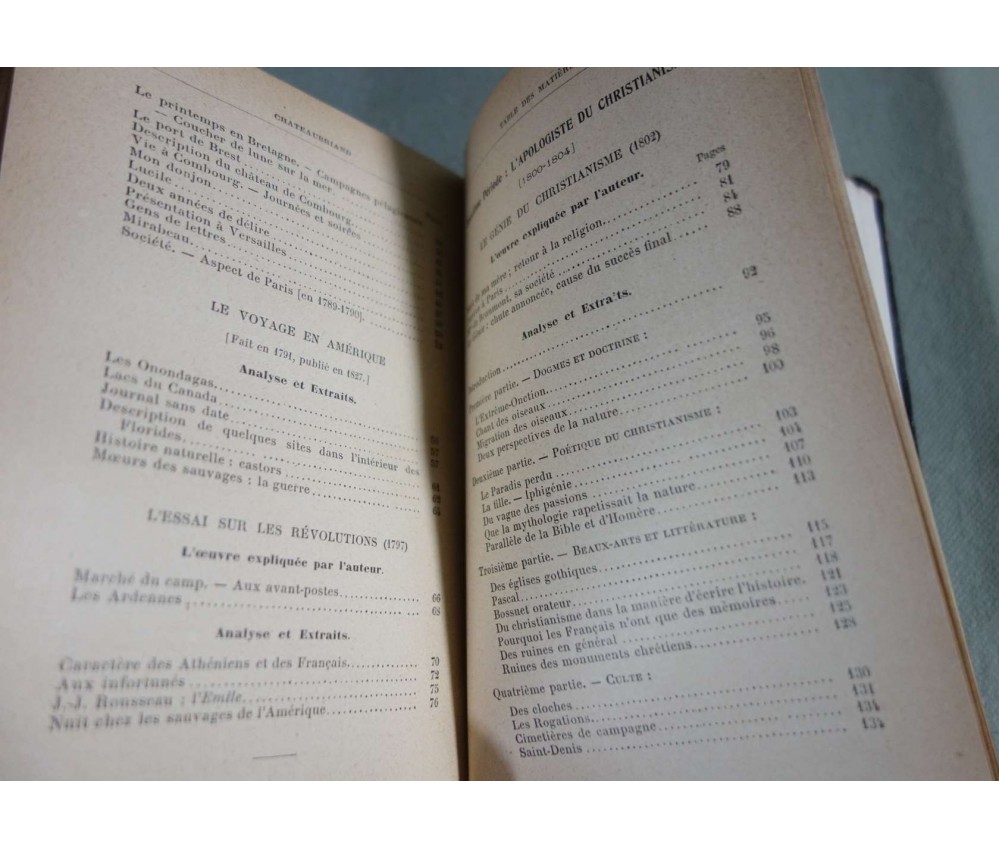 CHATEAUBRIAND
Le printemps en Bretagne. — Campagnes pélagiennes.
— Coucher de lune sur la mer.
Le port de Brest
Description du château de Combourg.
Vie à Combourg. — Journées et soirées
Mon donjon.
Lucile
Deux années de délire
Présentation à Versailles
Gens de lettres
Mirabeau.
Société. — Aspect de Paris [en 1789-1790].
LE VOYAGE EN AMÉRIQUE
[Fait en 1791, publié en 1827.]
Analyse et Extraits.
Les Onondagas.
Lacs du Canada
Journal sans date
Description de quelques sites dans l'intérieur des
Florides
Histoire naturelle : castors
Mœurs des sauvages : la guerre 64
L'ESSAI SUR LES RÉVOLUTIONS (1797)
L'œuvre expliquée par l'auteur.
Marché du camp. — Aux avant-postes 66
Les Ardennes 68
Analyse et Extraits.
Caractère des Athéniens et des Français. 70
Aux infortunés 72
J.-J. Rousseau : l'Emile 75
Nuit chez les sauvages de l'Amérique. 76
TABLE DES
Période : L'APOLOGISTE DU CHRISTIANISME
[1800-1804]
LE GÉNIE DU CHRISTIANISME (1802)
Pages
L'œuvre expliquée par l'auteur.
de ma mère ; retour à la religion. 79
à Paris 81
de Beaumont, sa société 84
: chute annoncée, cause du succès final 88
Analyse et Extraits.
92
partie. — DOGMES ET DOCTRINE :
L'Extrême-Onction 95
Chant des oiseaux 96
Migration des oiseaux 98
Deux perspectives de la nature 100
Deuxième partie. — POÉTIQUE DU CHRISTIANISME :
Le Paradis perdu 103
La fille. — Iphigénie 104
Du vague des passions 107
Que la mythologie rapetissait la nature 110
Parallèle de la Bible et d'Homère 113
Troisième partie. — BEAUX-ARTS ET LITTÉRATURE :
Des églises gothiques 115
Pascal 117
Bossuet orateur 118
Du christianisme dans la manière d'écrire l'histoire. 121
Pourquoi les Français n'ont que des mémoires 123
Des ruines en général 125
Ruines des monuments chrétiens 128
Quatrième partie. — CULTE :
Des cloches 130
Les Rogations 131
Cimetières de campagne 134
Saint-Denis 134